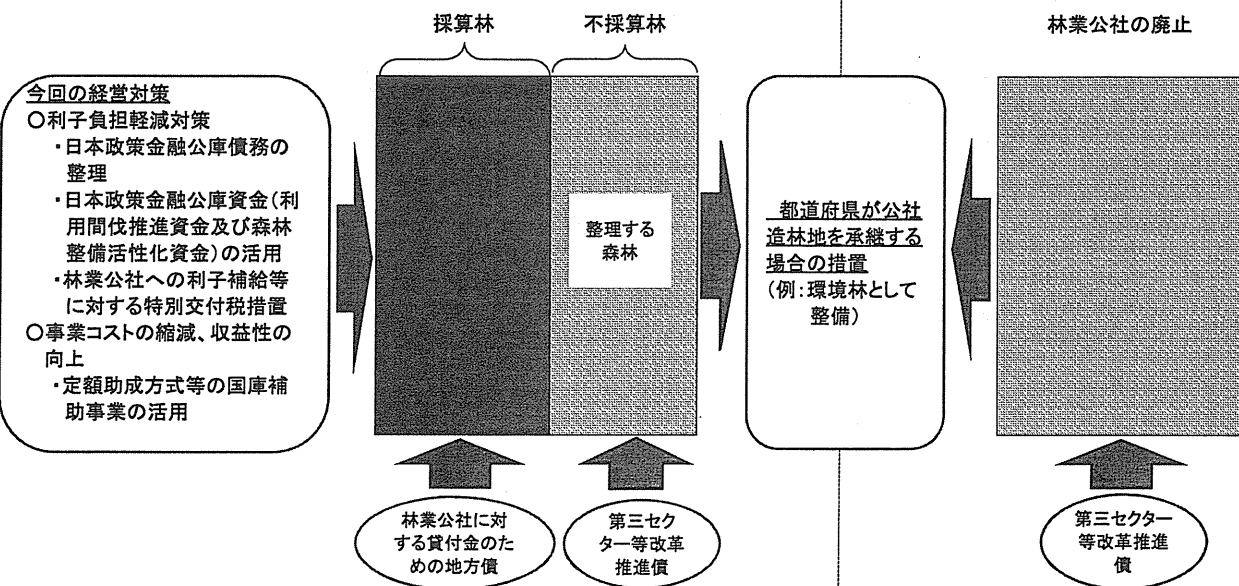 採算林
不採算林
林業公社の廃止
今回の経営対策
○利子負担軽減対策
・日本政策金融公庫債務の
整理
・日本政策金融公庫資金(利
用間伐推進資金及び森林
整備活性化資金)の活用
・林業公社への利子補給等
に対する特別交付税措置
○事業コストの縮減、収益性の
向上
・定額助成方式等の国庫補
助事業の活用
整理する
森林
都道府県が公社
造林地を承継する
場合の措置
(例:環境林として
整備)
林業公社に対
する貸付金のた
めの地方債
第三セク
ター等改革
推進債
第三セクター
等改革推進
債